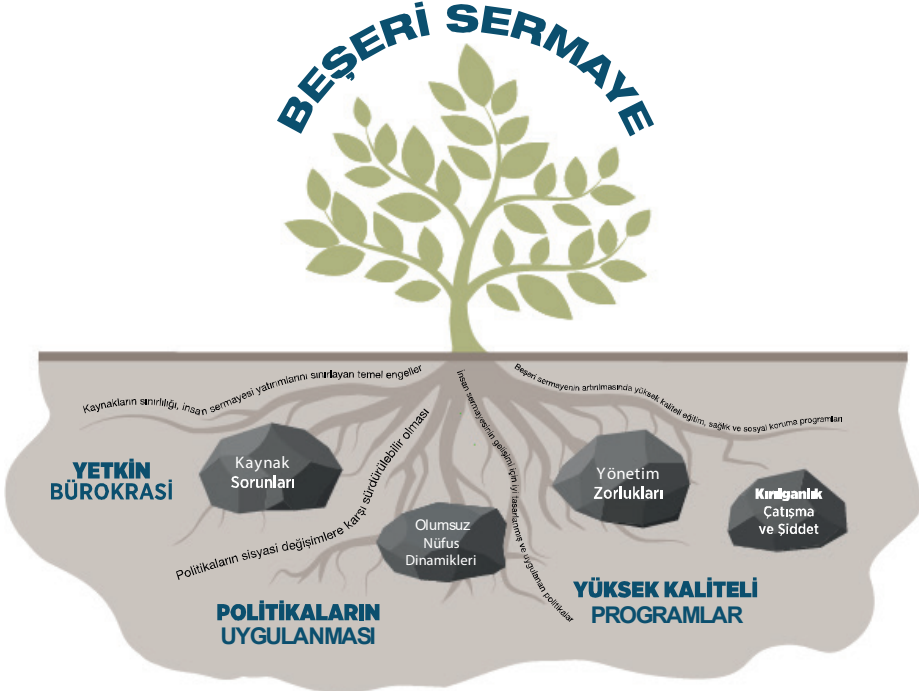 BEŞERİ SERMAYE
Kaynakların sınırlılığı, insan sermayesi yatırımlarını sınırlayan temel engeller
Politikaların sisyasi değişimlere karşı sürdürülebilir olması
İnsan sermayesinin gelişimi için iyi tasarlanmış ve uygulanan politikalar
Beşeri sermayenin artırılmasında yüksek kaliteli eğitim, sağlık ve sosyal koruma programları
YETKİN
BÜROKRASİ
Kaynak
Sorunları
Olumsuz
Nüfus
Dinamikleri
Yönetim
Zorlukları
Kırılganlık
Çatışma
ve Şiddet
POLİTİKALARIN
UYGULANMASI
YÜKSEK KALİTELİ
PROGRAMLAR